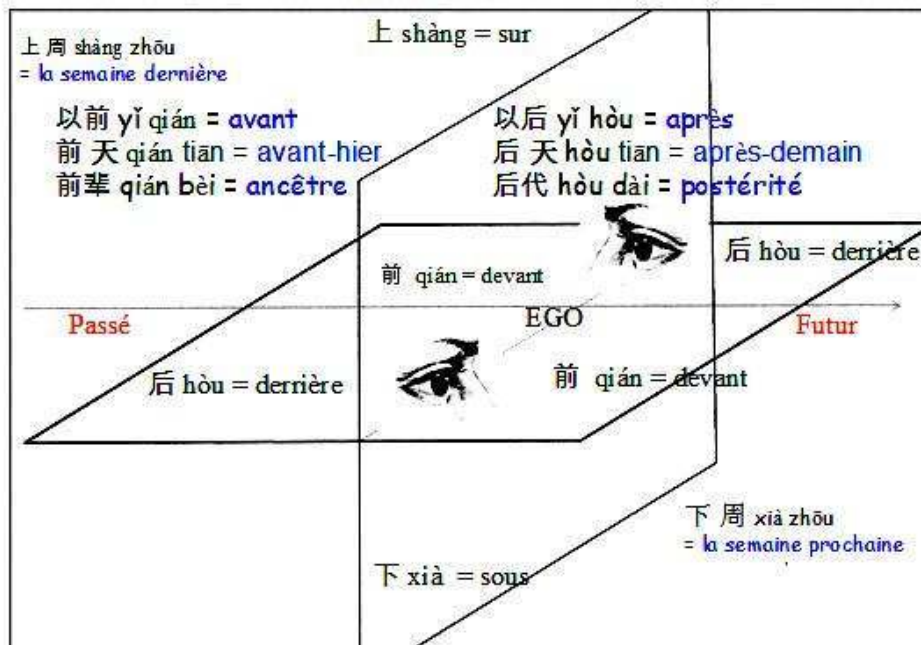 上 周 shàng zhōu
= la semaine dernière
上 shàng = sur
以前 yǐ qián = avant
前 天 qián tiān = avant-hier
前辈 qián bèi = ancêtre
以后 yǐ hòu = après
后 天 hòu tiān = après-demain
后代 hòu dài = postérité
后 hòu = derrière
前 qián = devant
Passé
EGO
Futur
后 hòu = derrière
前 qián = devant
下 周 xià zhōu
= la semaine prochaine
下 xià = sous